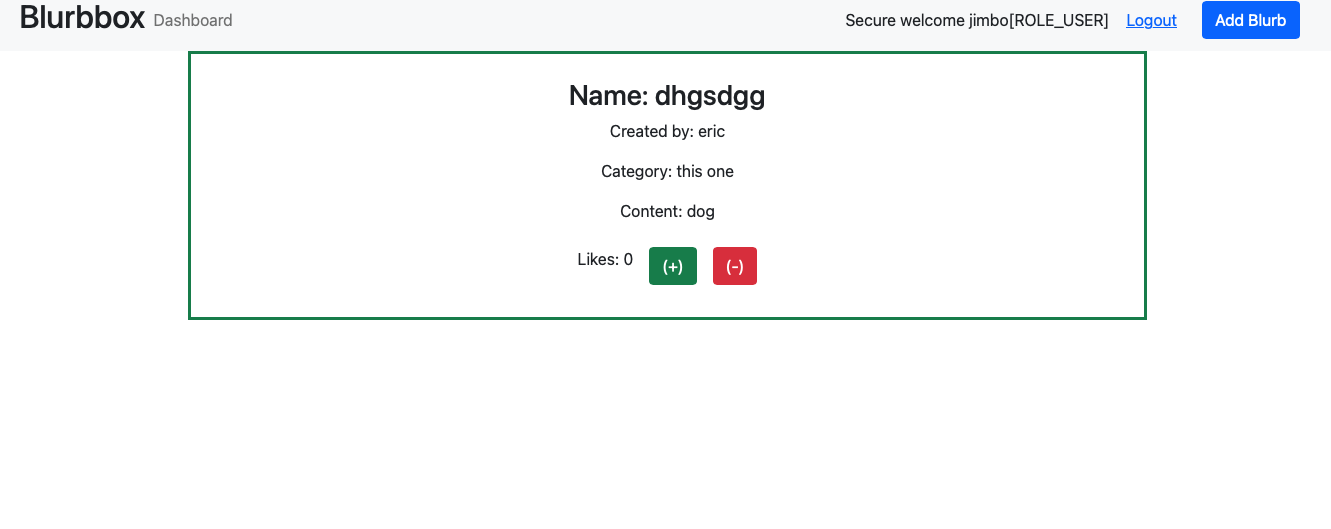 Blurbbox Dashboard Secure welcome jimbo[ROLE_USER] Logout Add Blurb
Name: dhgsdgg
Created by: eric
Category: this one
Content: dog
Likes: 0 (+) (-)